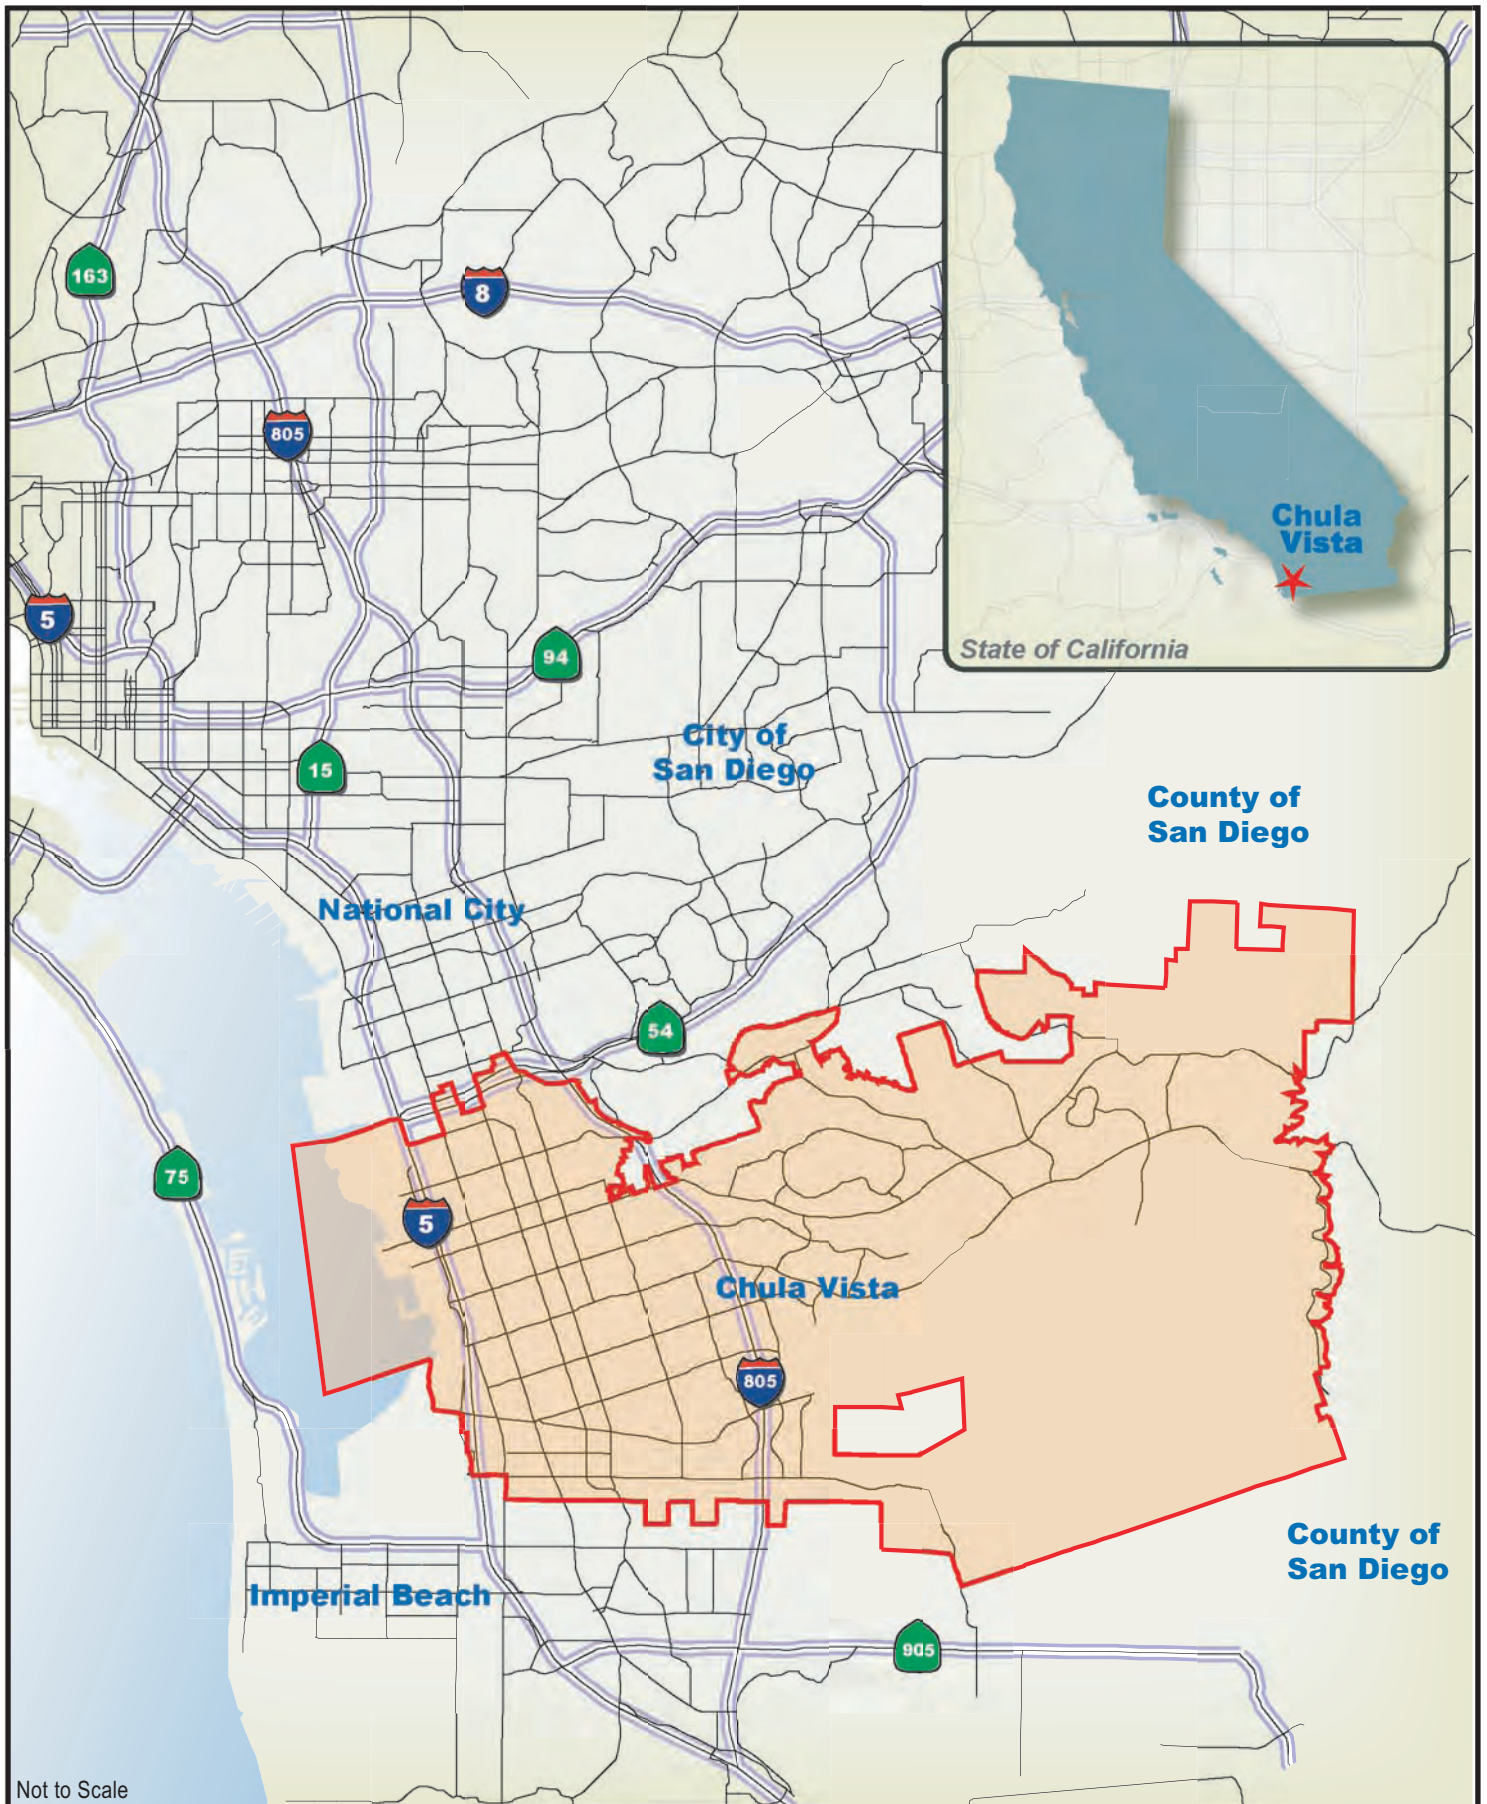 163
8
805
5
94
15
Chula
Vista
State of California
City of
San Diego
County of
San Diego
National City
54
75
5
Chula Vista
805
County of
San Diego
Imperial Beach
905
Not to Scale